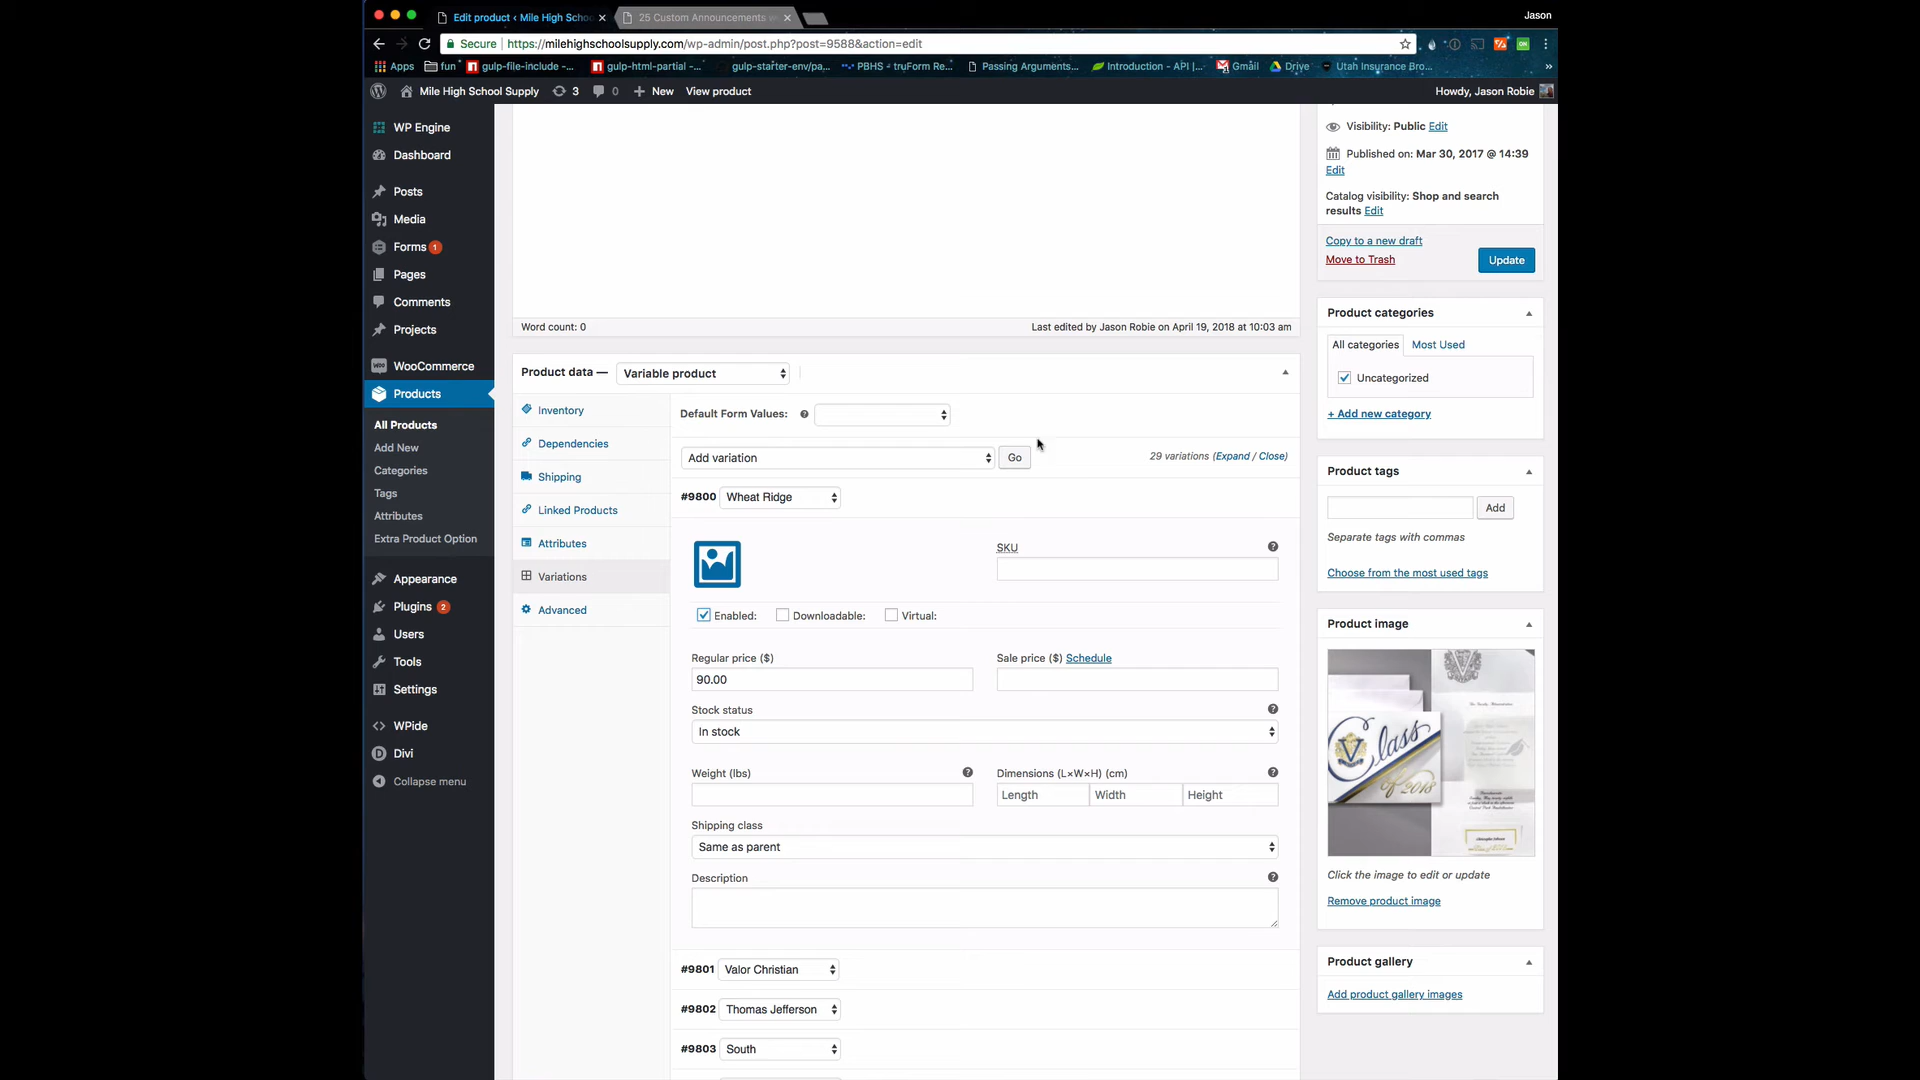 Edit product ‹ Mile High Schoo
25 Custom Announcements w
Jason
Secure
https://milehighschoolsupply.com/wp-admin/post.php?post=9588&action=edit
Apps
fun
gulp-file-include -...
gulp-html-partial -...
gulp-starter-env/pa...
PBHS - truForm Re...
Passing Arguments...
Introduction - API |...
Gmail
Drive
Utah Insurance Bro...
»
Mile High School Supply
3
0
New
View product
Howdy, Jason Robie
WP Engine
Dashboard
Posts
Media
Forms 1
Pages
Comments
Projects
WooCommerce
Products
All Products
Add New
Categories
Tags
Attributes
Extra Product Option
Appearance
Plugins 2
Users
Tools
Settings
WPide
Divi
Collapse menu
Word count: 0
Last edited by Jason Robie on April 19, 2018 at 10:03 am
Product data —
Variable product
Inventory
Dependencies
Shipping
Linked Products
Attributes
Variations
Advanced
Default Form Values:
Add variation
Go
29 variations (Expand / Close)
#9800
Wheat Ridge
SKU
Enabled:
Downloadable:
Virtual:
Regular price ($)
90.00
Sale price ($) Schedule
Stock status
In stock
Weight (lbs)
Dimensions (L×W×H) (cm)
Length
Width
Height
Shipping class
Same as parent
Description
#9801
Valor Christian
#9802
Thomas Jefferson
#9803
South
Visibility: Public Edit
Published on: Mar 30, 2017 @ 14:39
Edit
Catalog visibility: Shop and search
results Edit
Copy to a new draft
Move to Trash
Update
Product categories
All categories
Most Used
Uncategorized
+ Add new category
Product tags
Add
Separate tags with commas
Choose from the most used tags
Product image
Class
of 2018
Click the image to edit or update
Remove product image
Product gallery
Add product gallery images